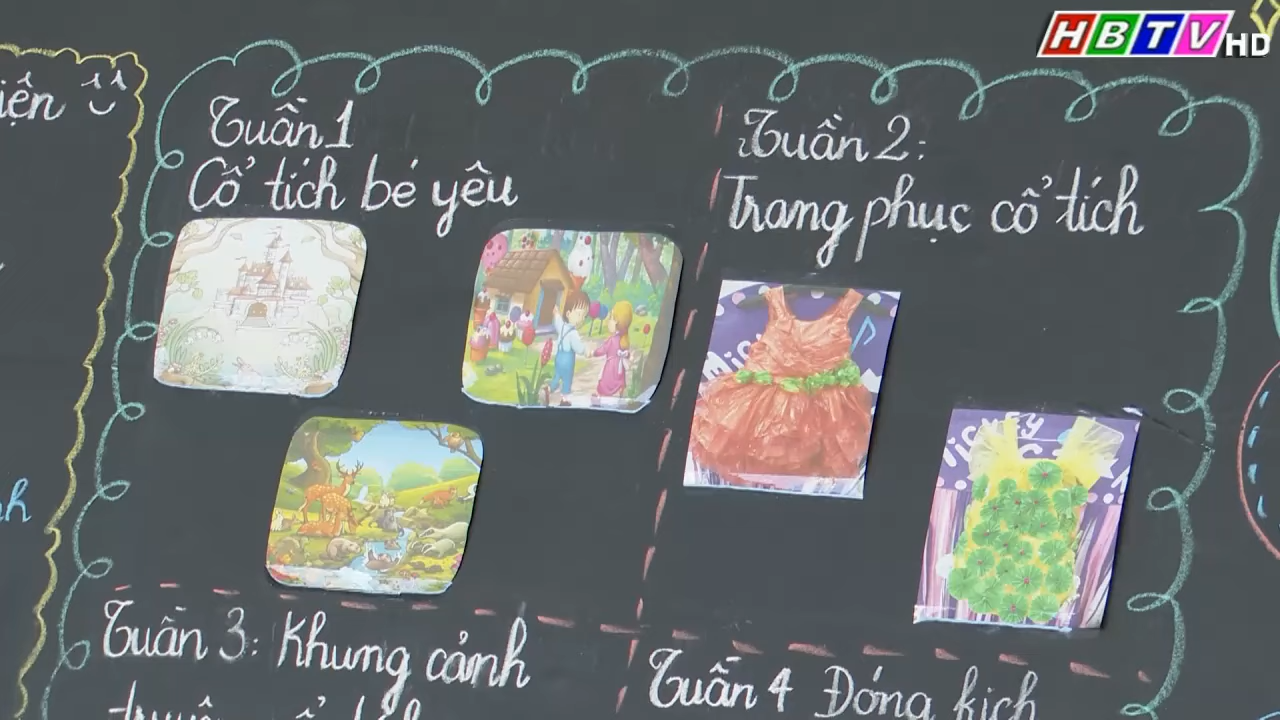 HBTV HD
iện
Tuần 1
Cổ tích bé yêu
Tuần 2:
Trang phục cổ tích
Mickey
Tuần 3: Khung cảnh
Tuần 4 Đóng kịch